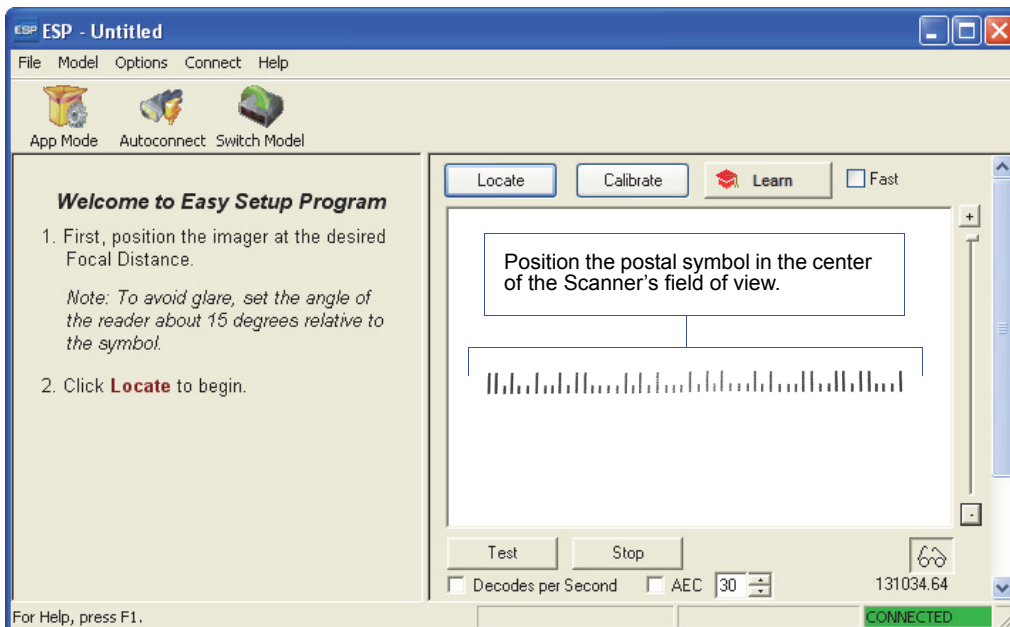 ESP ESP - Untitled
File Model Options Connect Help
App Mode Autoconnect Switch Model
Welcome to Easy Setup Program
1. First, position the imager at the desired
Focal Distance.
Note: To avoid glare, set the angle of
the reader about 15 degrees relative to
the symbol.
2. Click Locate to begin.
Locate Calibrate Learn Fast
+
Position the postal symbol in the center
of the Scanner's field of view.
-
Test Stop
Decodes per Second AEC 30 131034.64
For Help, press F1. CONNECTED